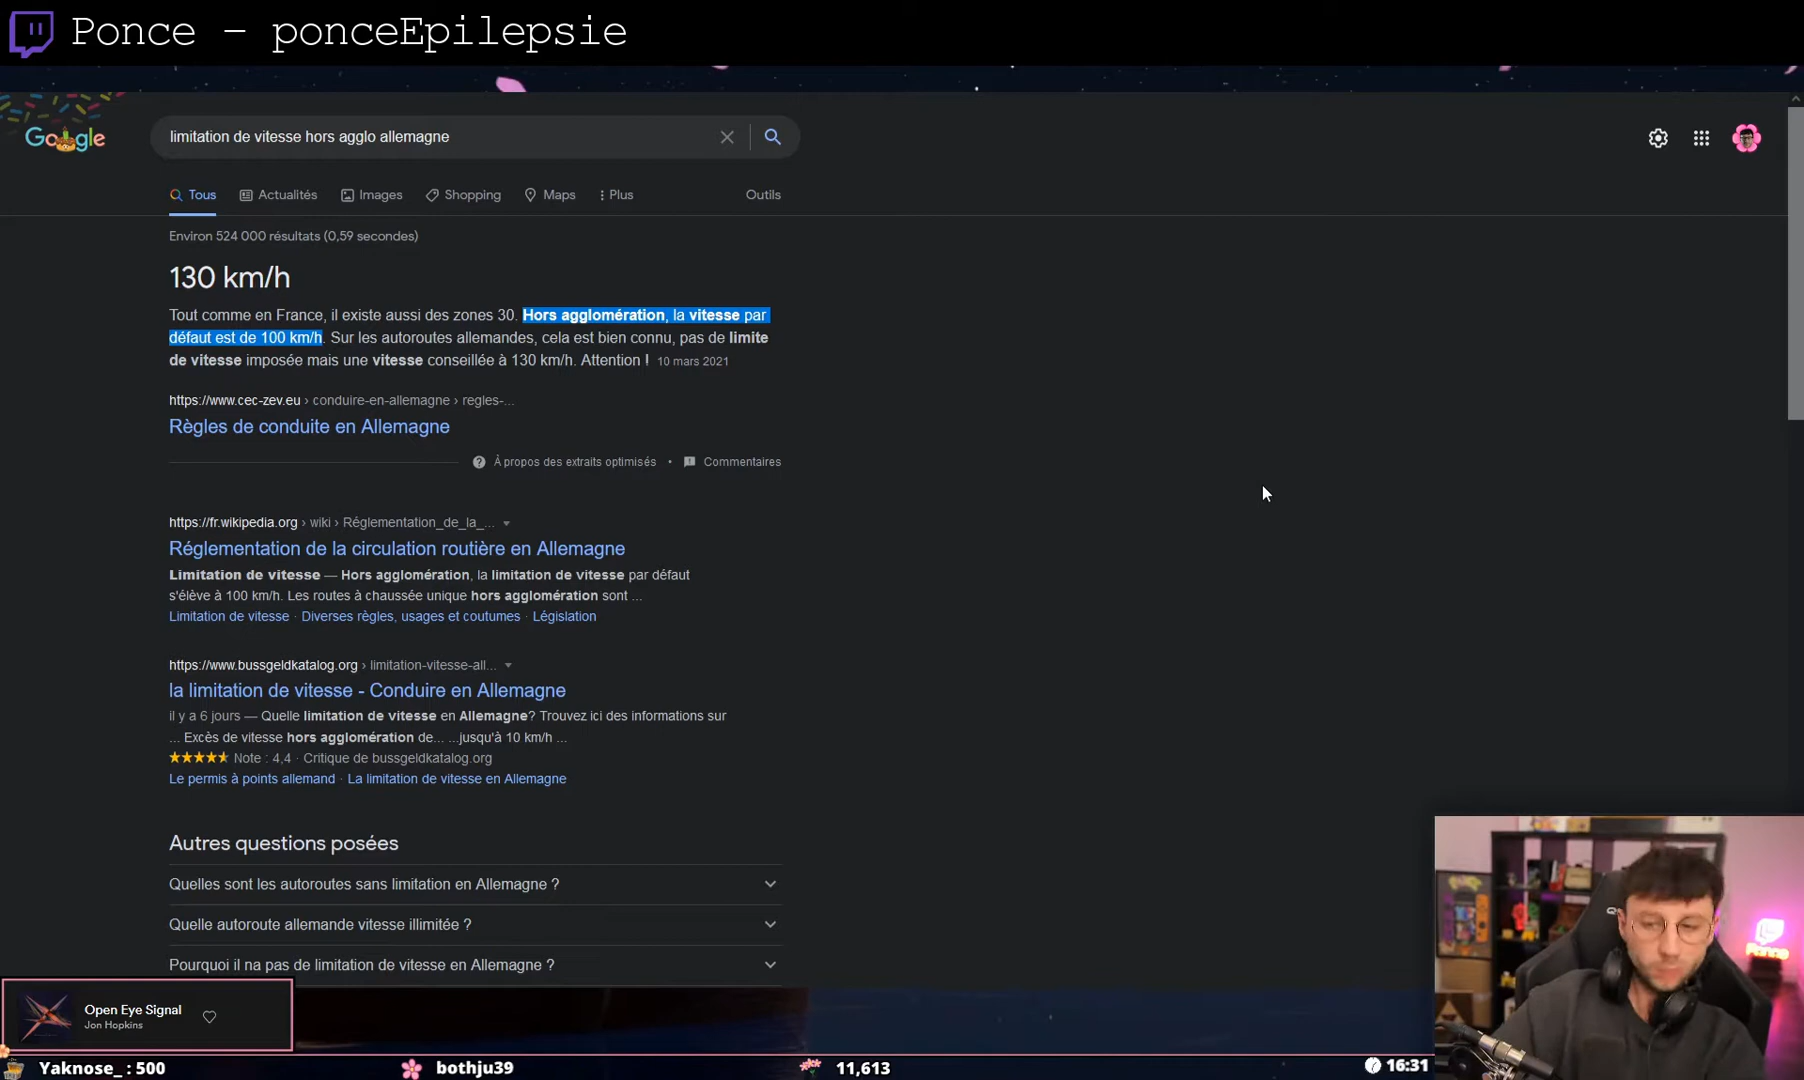 Ponce – ponceEpilepsie
Google
limitation de vitesse hors agglo allemagne
Tous Actualités Images Shopping Maps Plus Outils
Environ 524 000 résultats (0,59 secondes)
130 km/h
Tout comme en France, il existe aussi des zones 30. Hors agglomération, la vitesse par
défaut est de 100 km/h. Sur les autoroutes allemandes, cela est bien connu, pas de limite
de vitesse imposée mais une vitesse conseillée à 130 km/h. Attention ! 10 mars 2021
https://www.cec-zev.eu › conduire-en-allemagne › regles-...
Règles de conduite en Allemagne
À propos des extraits optimisés • Commentaires
https://fr.wikipedia.org › wiki › Réglementation_de_la_...
Réglementation de la circulation routière en Allemagne
Limitation de vitesse — Hors agglomération, la limitation de vitesse par défaut
s'élève à 100 km/h. Les routes à chaussée unique hors agglomération sont ...
Limitation de vitesse · Diverses règles, usages et coutumes · Législation
https://www.bussgeldkatalog.org › limitation-vitesse-all...
la limitation de vitesse - Conduire en Allemagne
il y a 6 jours — Quelle limitation de vitesse en Allemagne? Trouvez ici des informations sur
... Excès de vitesse hors agglomération de... ...jusqu'à 10 km/h ...
Note : 4,4 · Critique de bussgeldkatalog.org
Le permis à points allemand · La limitation de vitesse en Allemagne
Autres questions posées
Quelles sont les autoroutes sans limitation en Allemagne ?
Quelle autoroute allemande vitesse illimitée ?
Pourquoi il na pas de limitation de vitesse en Allemagne ?
Open Eye Signal
Jon Hopkins
Ponce
Yaknose_ : 500 bothju39 11,613 16:31